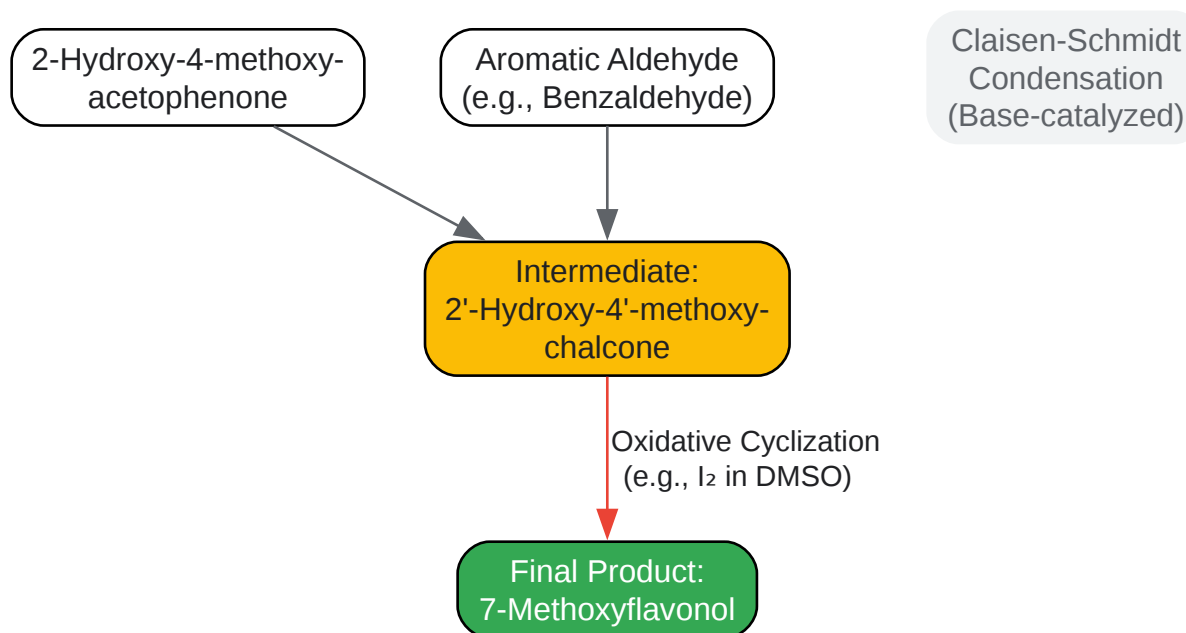 2-Hydroxy-4-methoxy-
acetophenone
Aromatic Aldehyde
(e.g., Benzaldehyde)
Claisen-Schmidt
Condensation
(Base-catalyzed)
Intermediate:
2'-Hydroxy-4'-methoxy-
chalcone
Oxidative Cyclization
(e.g., I₂ in DMSO)
Final Product:
7-Methoxyflavonol